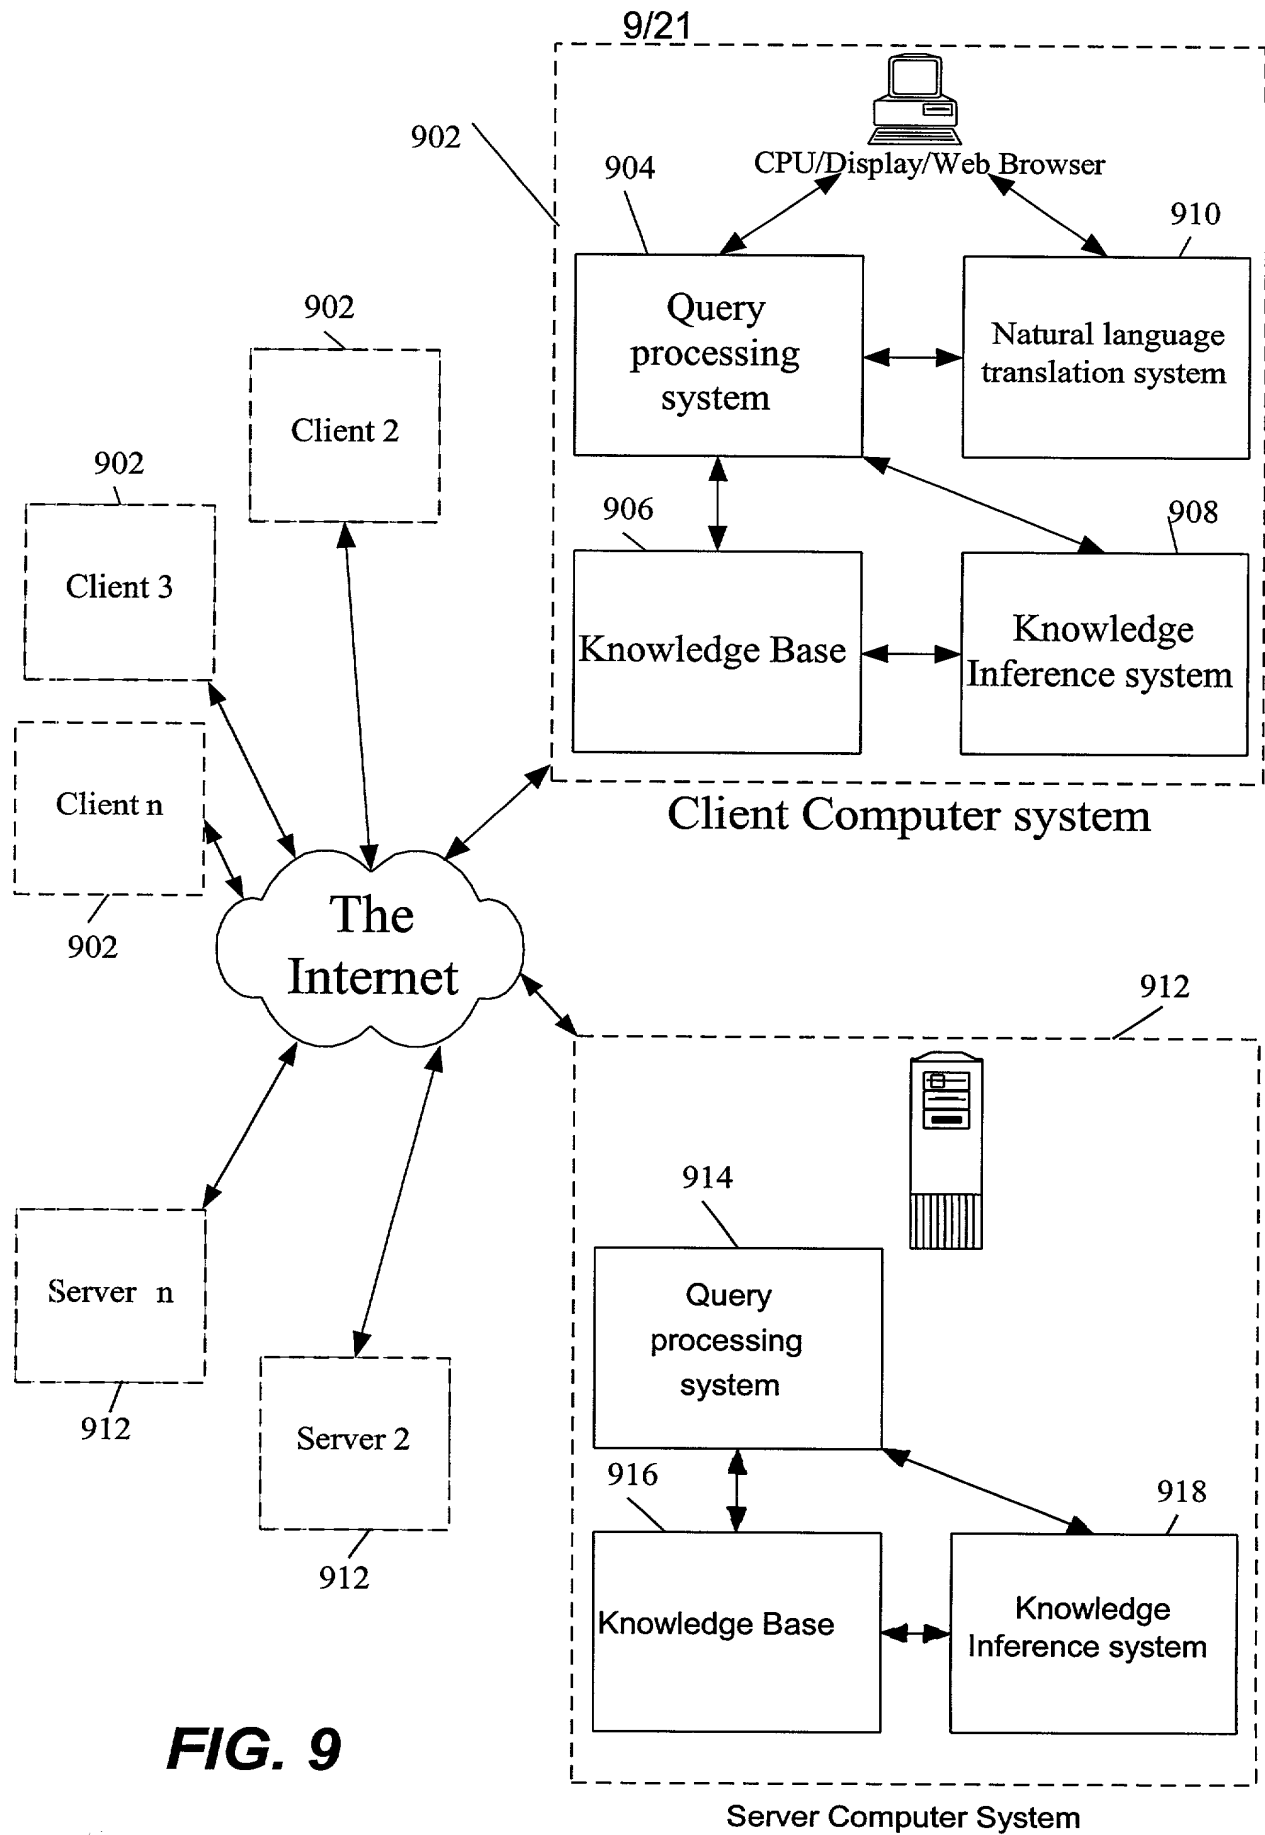 9/21
902
CPU/Display/Web Browser
904
910
Query
processing
system
Natural language
translation system
902
Client 2
902
Client 3
906
908
Knowledge Base
Knowledge
Inference system
Client n
902
Client Computer system
The
Internet
912
914
Query
processing
system
Server n
912
Server 2
912
916
918
Knowledge Base
Knowledge
Inference system
FIG. 9
Server Computer System